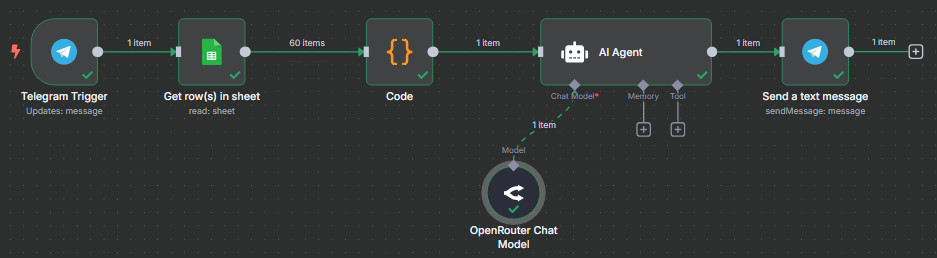 1 item
60 items
1 item
1 item
1 item
{}
AI Agent
Chat Model*
Memory
Tool
Telegram Trigger
Updates: message
Get row(s) in sheet
read: sheet
Code
Send a text message
sendMessage: message
1 item
Model
OpenRouter Chat
Model